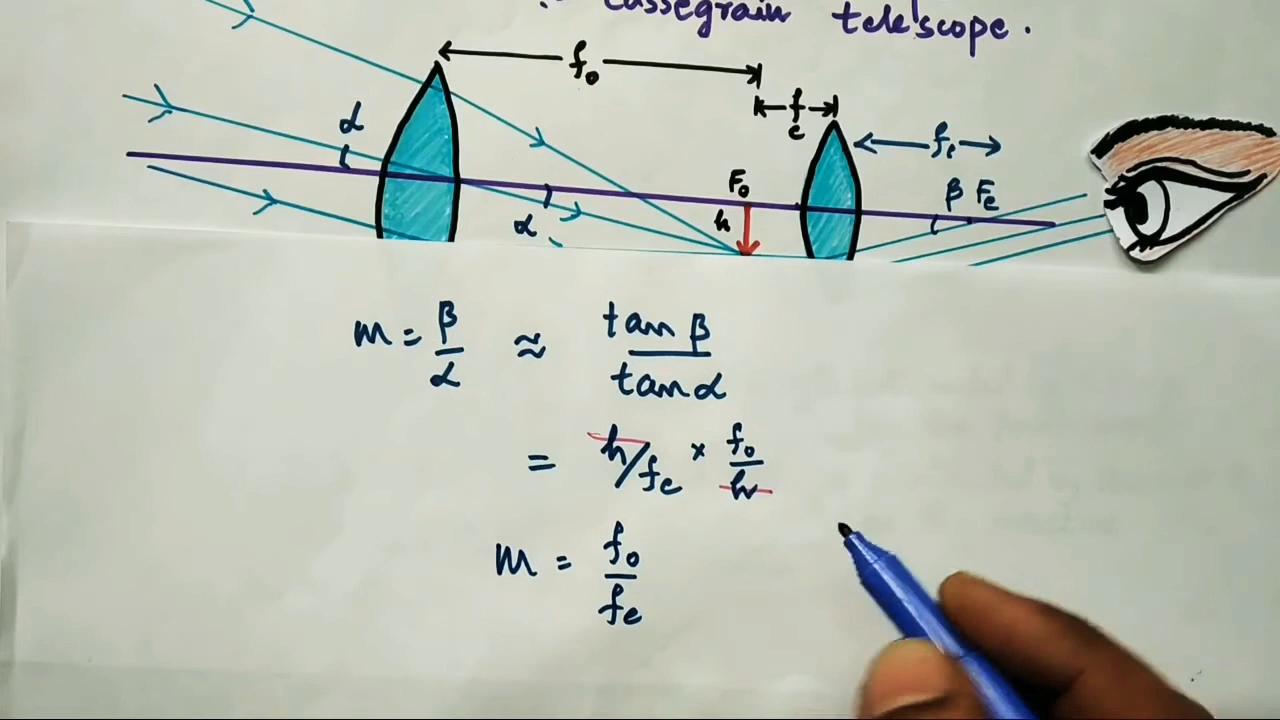 :- Cassegrain telescope.
f₀
fe
fe
α
F₀
β Fe
h
α
m = β/α ≈ tan β/tan α
= h/fe × f₀/h
m = f₀/fe